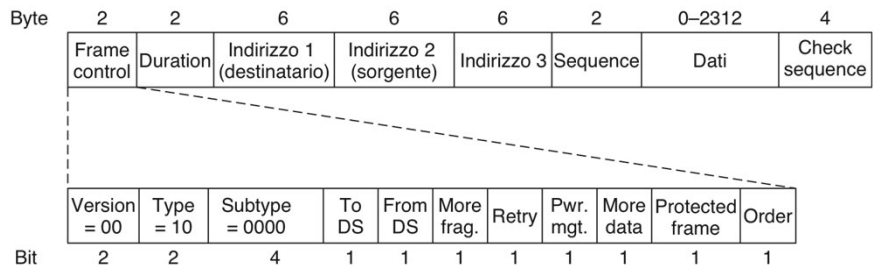 Byte 2 2 6 6 6 2 0–2312 4
Frame control Duration Indirizzo 1 (destinatario) Indirizzo 2 (sorgente) Indirizzo 3 Sequence Dati Check sequence
Version = 00 Type = 10 Subtype = 0000 To DS From DS More frag. Retry Pwr. mgt. More data Protected frame Order
Bit 2 2 4 1 1 1 1 1 1 1 1